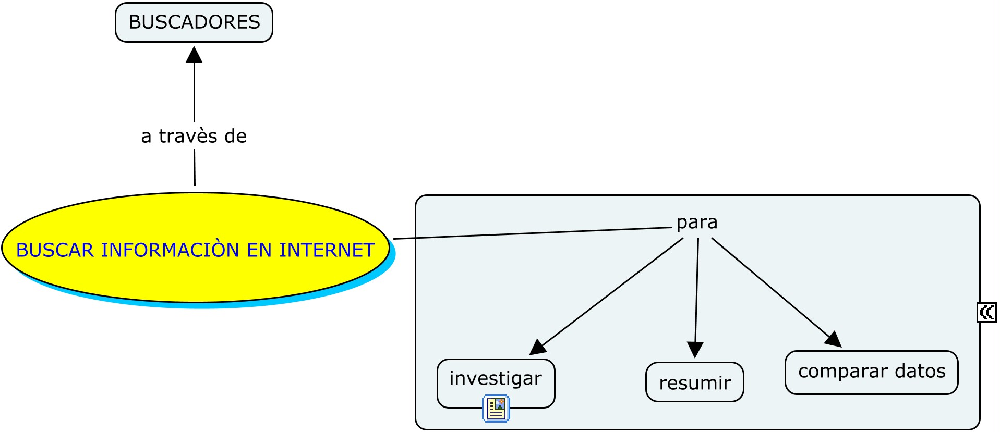 BUSCADORES
a travès de
BUSCAR INFORMACIÒN EN INTERNET
para
investigar
resumir
comparar datos